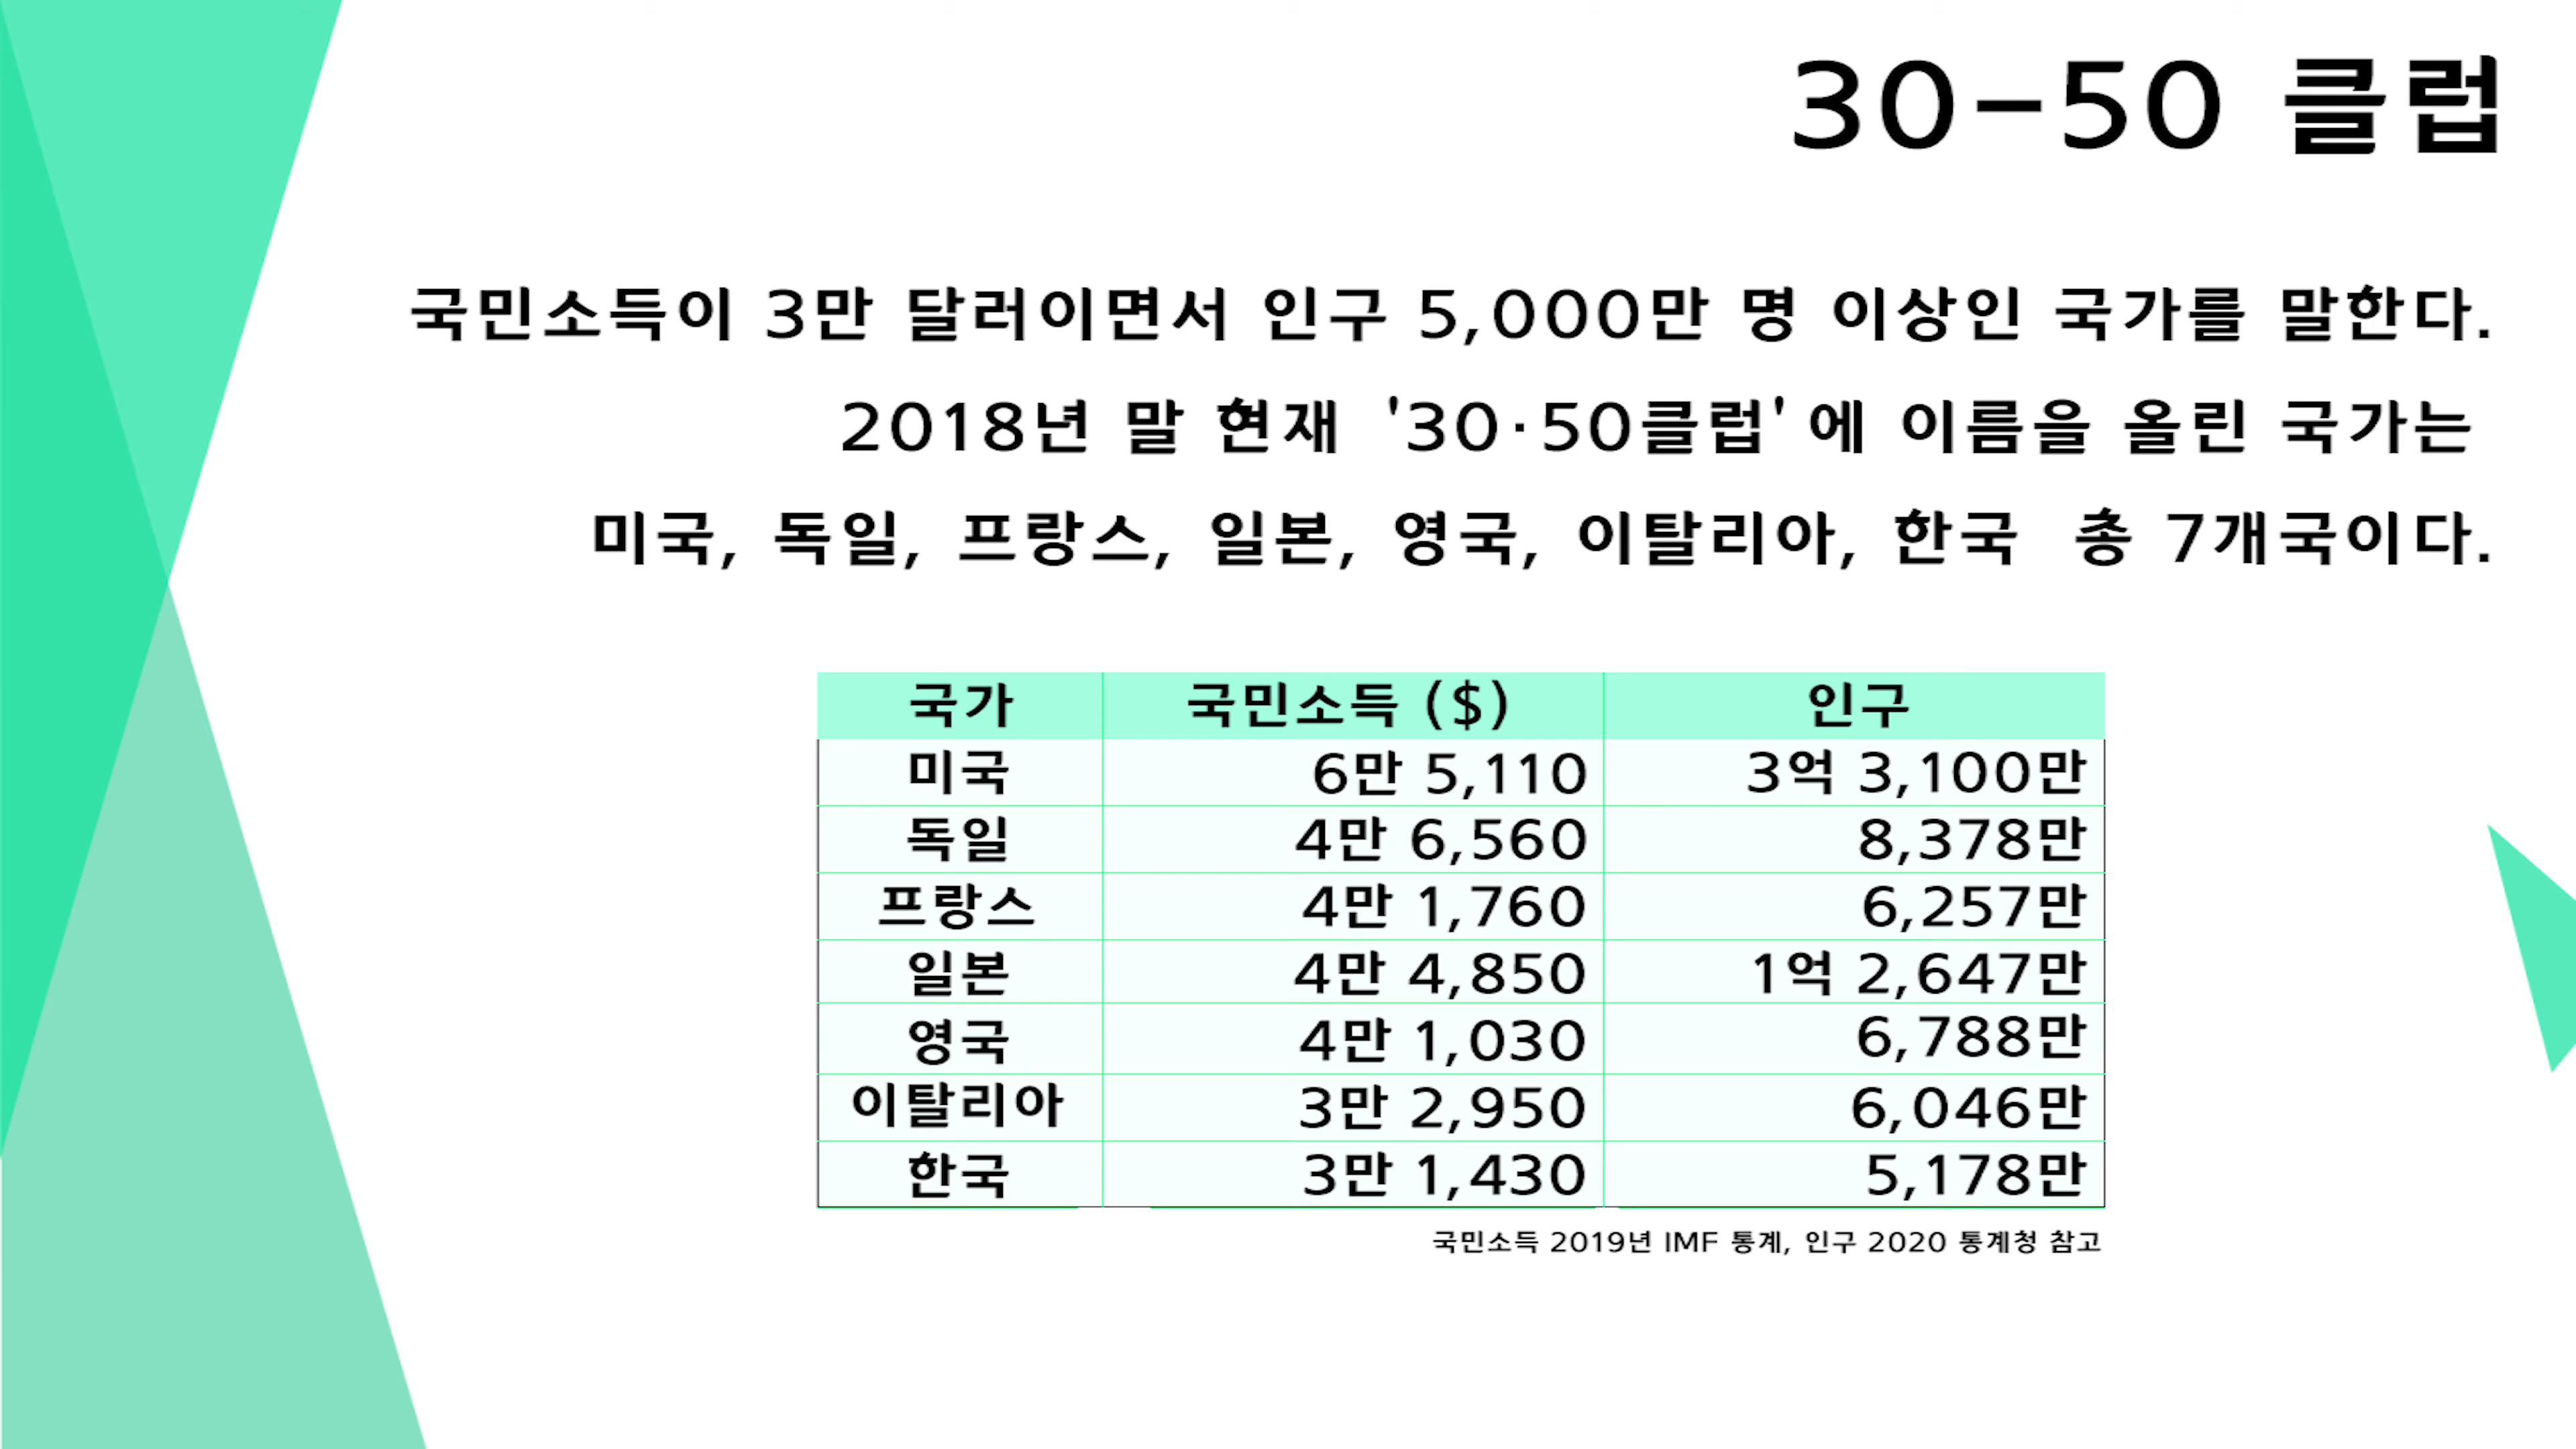 30-50 클럽
국민소득이 3만 달러이면서 인구 5,000만 명 이상인 국가를 말한다.
2018년 말 현재 '30·50클럽'에 이름을 올린 국가는
미국, 독일, 프랑스, 일본, 영국, 이탈리아, 한국 총 7개국이다.
국가 국민소득 ($) 인구
미국 6만 5,110 3억 3,100만
독일 4만 6,560 8,378만
프랑스 4만 1,760 6,257만
일본 4만 4,850 1억 2,647만
영국 4만 1,030 6,788만
이탈리아 3만 2,950 6,046만
한국 3만 1,430 5,178만
국민소득 2019년 IMF 통계, 인구 2020 통계청 참고